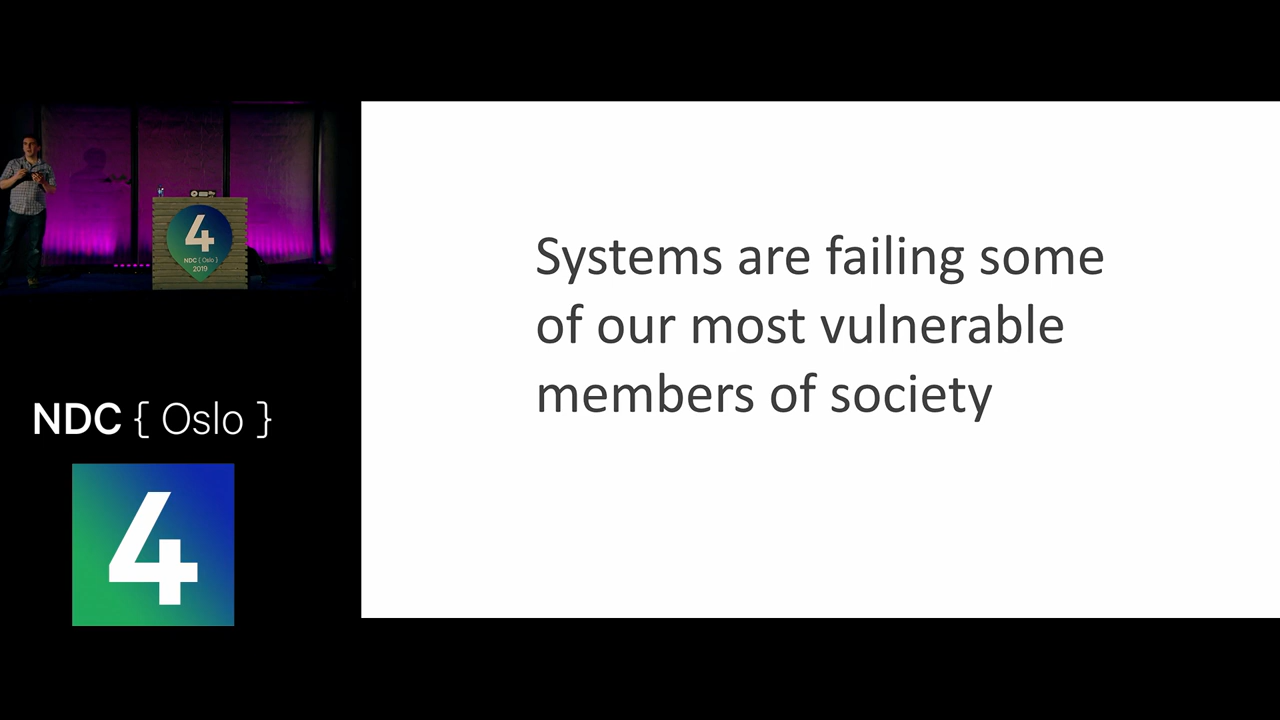 4
NDC { Oslo }
2019
NDC { Oslo }
4
Systems are failing some
of our most vulnerable
members of society